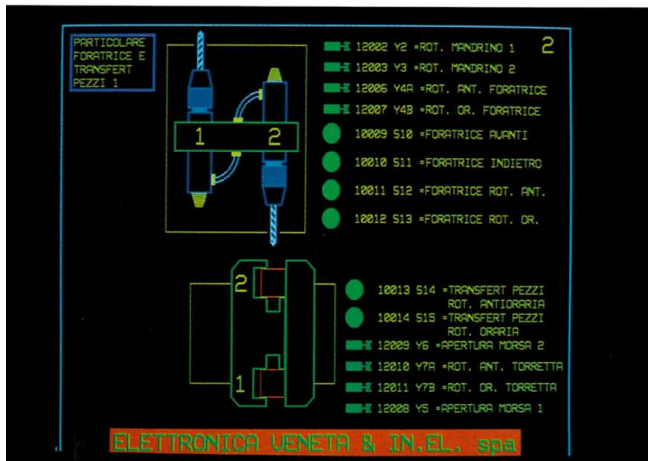 PARTICOLARE
FORATRICE E
TRANSFERT
PEZZI 1
1 2
2
12002 Y2 =ROT. MANDRINO 1
12003 Y3 =ROT. MANDRINO 2
12006 Y4A =ROT. ANT. FORATRICE
12007 Y4B =ROT. OR. FORATRICE
10009 S10 =FORATRICE AVANTI
10010 S11 =FORATRICE INDIETRO
10011 S12 =FORATRICE ROT. ANT.
10012 S13 =FORATRICE ROT. OR.
2
1
10013 S14 =TRANSFERT PEZZI
ROT. ANTIORARIA
10014 S15 =TRANSFERT PEZZI
ROT. ORARIA
12009 Y6 =APERTURA MORSA 2
12010 Y7A =ROT. ANT. TORRETTA
12011 Y7B =ROT. OR. TORRETTA
12008 Y5 =APERTURA MORSA 1
ELETTRONICA VENETA & IN.EL. spa